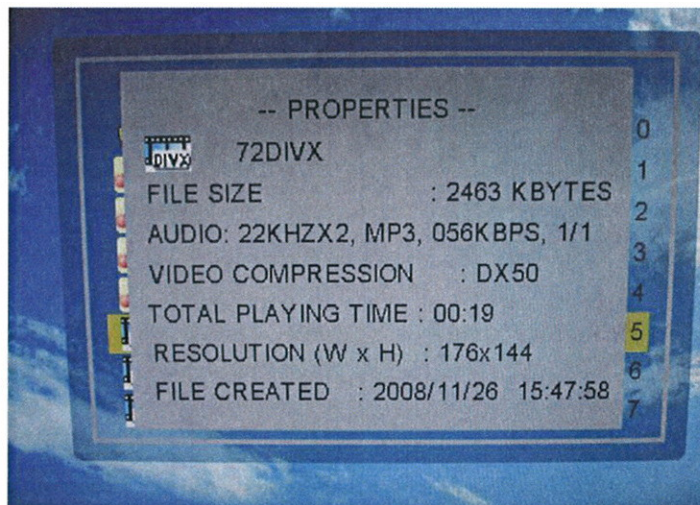 -- PROPERTIES --
DIVX 72DIVX
FILE SIZE : 2463 KBYTES
AUDIO: 22KHZX2, MP3, 056KBPS, 1/1
VIDEO COMPRESSION : DX50
TOTAL PLAYING TIME : 00:19
RESOLUTION (W x H) : 176x144
FILE CREATED : 2008/11/26 15:47:58
0
1
2
3
4
5
6
7